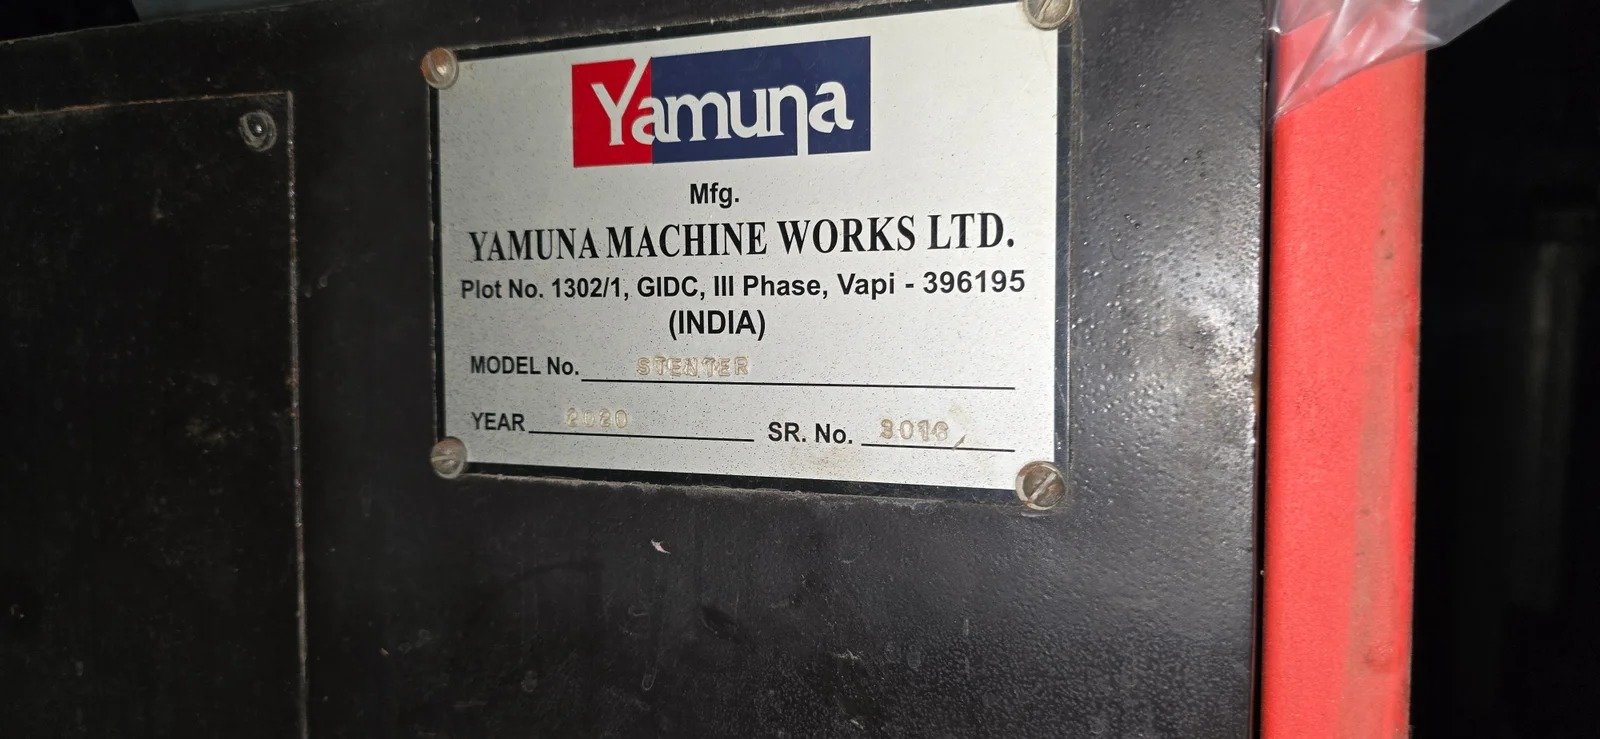 Yamuna
Mfg.
YAMUNA MACHINE WORKS LTD.
Plot No. 1302/1, GIDC, III Phase, Vapi - 396195
(INDIA)
MODEL No. STENTER
YEAR 2020 SR. No. 3016